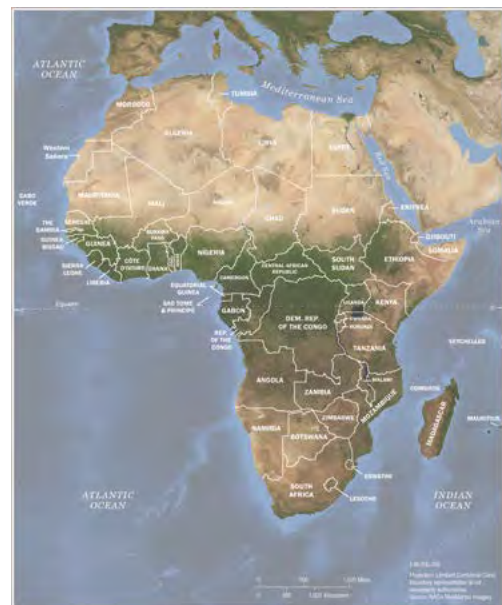 ATLANTIC
OCEAN
Mediterranean Sea
TUNISIA
MOROCCO
ALGERIA
LIBYA
EGYPT
Western
Sahara
Red Sea
CABO
VERDE
MAURITANIA
MALI
NIGER
CHAD
SUDAN
ERITREA
Arabian
Sea
THE
GAMBIA
SENEGAL
GUINEA
BISSAU
GUINEA
BURKINA
FASO
DJIBOUTI
SOMALIA
SIERRA
LEONE
CÔTE
D'IVOIRE
GHANA
NIGERIA
CENTRAL AFRICAN
REPUBLIC
SOUTH
SUDAN
ETHIOPIA
LIBERIA
CAMEROON
EQUATORIAL
GUINEA
SAO TOME
& PRINCIPE
UGANDA
KENYA
Equator
GABON
DEM. REP.
OF THE CONGO
RWANDA
BURUNDI
REP.
OF THE
CONGO
TANZANIA
SEYCHELLES
ANGOLA
MALAWI
COMOROS
ZAMBIA
MOZAMBIQUE
MADAGASCAR
MAURITIUS
ZIMBABWE
NAMIBIA
BOTSWANA
ESWATINI
SOUTH
AFRICA
LESOTHO
ATLANTIC
OCEAN
INDIAN
OCEAN